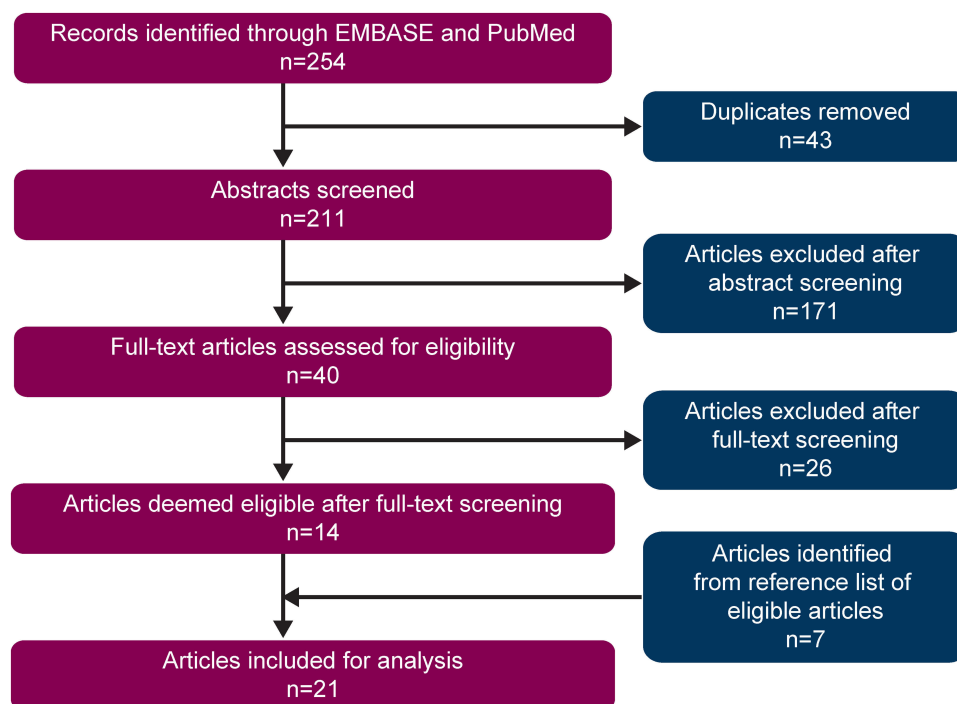 Records identified through EMBASE and PubMed
n=254
Duplicates removed
n=43
Abstracts screened
n=211
Articles excluded after
abstract screening
n=171
Full-text articles assessed for eligibility
n=40
Articles excluded after
full-text screening
n=26
Articles deemed eligible after full-text screening
n=14
Articles identified
from reference list of
eligible articles
n=7
Articles included for analysis
n=21